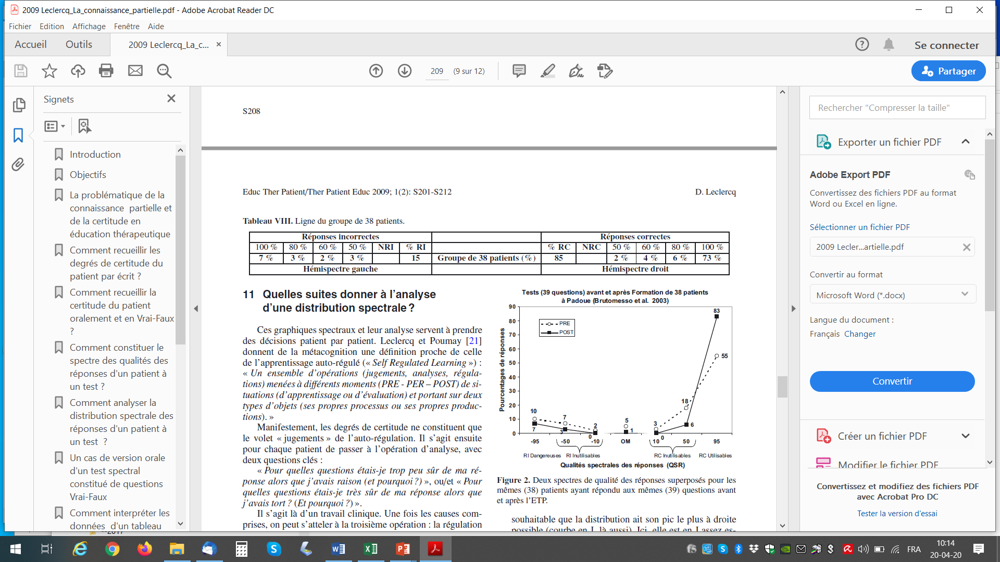 2009 Leclercq_La_connaissance_partielle.pdf - Adobe Acrobat Reader DC
Fichier Edition Affichage Fenêtre Aide
Accueil Outils 2009 Leclercq_La_c... Se connecter
209 (9 sur 12) Partager
Signets
Introduction
Objectifs
La problématique de la
connaissance partielle et
de la certitude en
éducation thérapeutique
Comment recueillir les
degrés de certitude du
patient par écrit ?
Comment recueillir la
certitude du patient
oralement et en Vrai-Faux
?
Comment constituer le
spectre des qualités des
réponses d'un patient à
un test ?
Comment analyser la
distribution spectrale des
réponses d'un patient à
un test ?
Un cas de version orale
d'un test spectral
constitué de questions
Vrai-Faux
Comment interpréter les
données d'un tableau
S208
Educ Ther Patient/Ther Patient Educ 2009; 1(2): S201-S212 D. Leclercq
Tableau VIII. Ligne du groupe de 38 patients.
Réponses incorrectes Réponses correctes
100 % 80 % 60 % 50 % NRI % RI % RC NRC 50 % 60 % 80 % 100 %
7 % 3 % 2 % 3 % 15 Groupe de 38 patients (%) 85 2 % 4 % 6 % 73 %
Hémispectre gauche Hémispectre droit
11 Quelles suites donner à l'analyse
d'une distribution spectrale ?
Ces graphiques spectraux et leur analyse servent à prendre
des décisions patient par patient. Leclercq et Poumay [21]
donnent de la métacognition une définition proche de celle
de l'apprentissage auto-régulé (« Self Regulated Learning ») :
« Un ensemble d'opérations (jugements, analyses, régula-
tions) menées à différents moments (PRE - PER – POST) de si-
tuations (d'apprentissage ou d'évaluation) et portant sur deux
types d'objets (ses propres processus ou ses propres produc-
tions). »
Manifestement, les degrés de certitude ne constituent que
le volet « jugements » de l'auto-régulation. Il s'agit ensuite
pour chaque patient de passer à l'opération d'analyse, avec
deux questions clés :
« Pour quelles questions étais-je trop peu sûr de ma ré-
ponse alors que j'avais raison (et pourquoi ?) », ou/et « Pour
quelles questions étais-je très sûr de ma réponse alors que
j'avais tort ? (Et pourquoi ?) ».
Il s'agit là d'un travail clinique. Une fois les causes com-
prises, on peut s'atteler à la troisième opération : la régulation
Tests (39 questions) avant et après Formation de 38 patients
à Padoue (Brutomesso et al. 2003)
Pourcentages de réponses
90
80
70
60
50
40
30
20
10
0
PRE
POST
10 7 2 5 3 18 55
7 3 0 1 0 6 83
-95 -50 -10 OM 10 50 95
RI Dangereuses RI Inutilisables RC Inutilisables RC Utilisables
Qualités spectrales des réponses (QSR)
Figure 2. Deux spectres de qualité des réponses superposés pour les
mêmes (38) patients ayant répondu aux mêmes (39) questions avant
et après l'ETP.
souhaitable que la distribution ait son pic le plus à droite
possible (courbe en J, là aussi). Ici, elle est en J assez es-
Rechercher "Compresser la taille"
Exporter un fichier PDF
Adobe Export PDF
Convertissez des fichiers PDF au format
Word ou Excel en ligne.
Sélectionner un fichier PDF
2009 Lecler...artielle.pdf
Convertir au format
Microsoft Word (*.docx)
Langue du document :
Français Changer
Convertir
Créer un fichier PDF
Modifier le fichier PDF
Convertissez et modifiez des fichiers PDF
avec Acrobat Pro DC
Tester la version d'essai
FRA
10:14
20-04-20